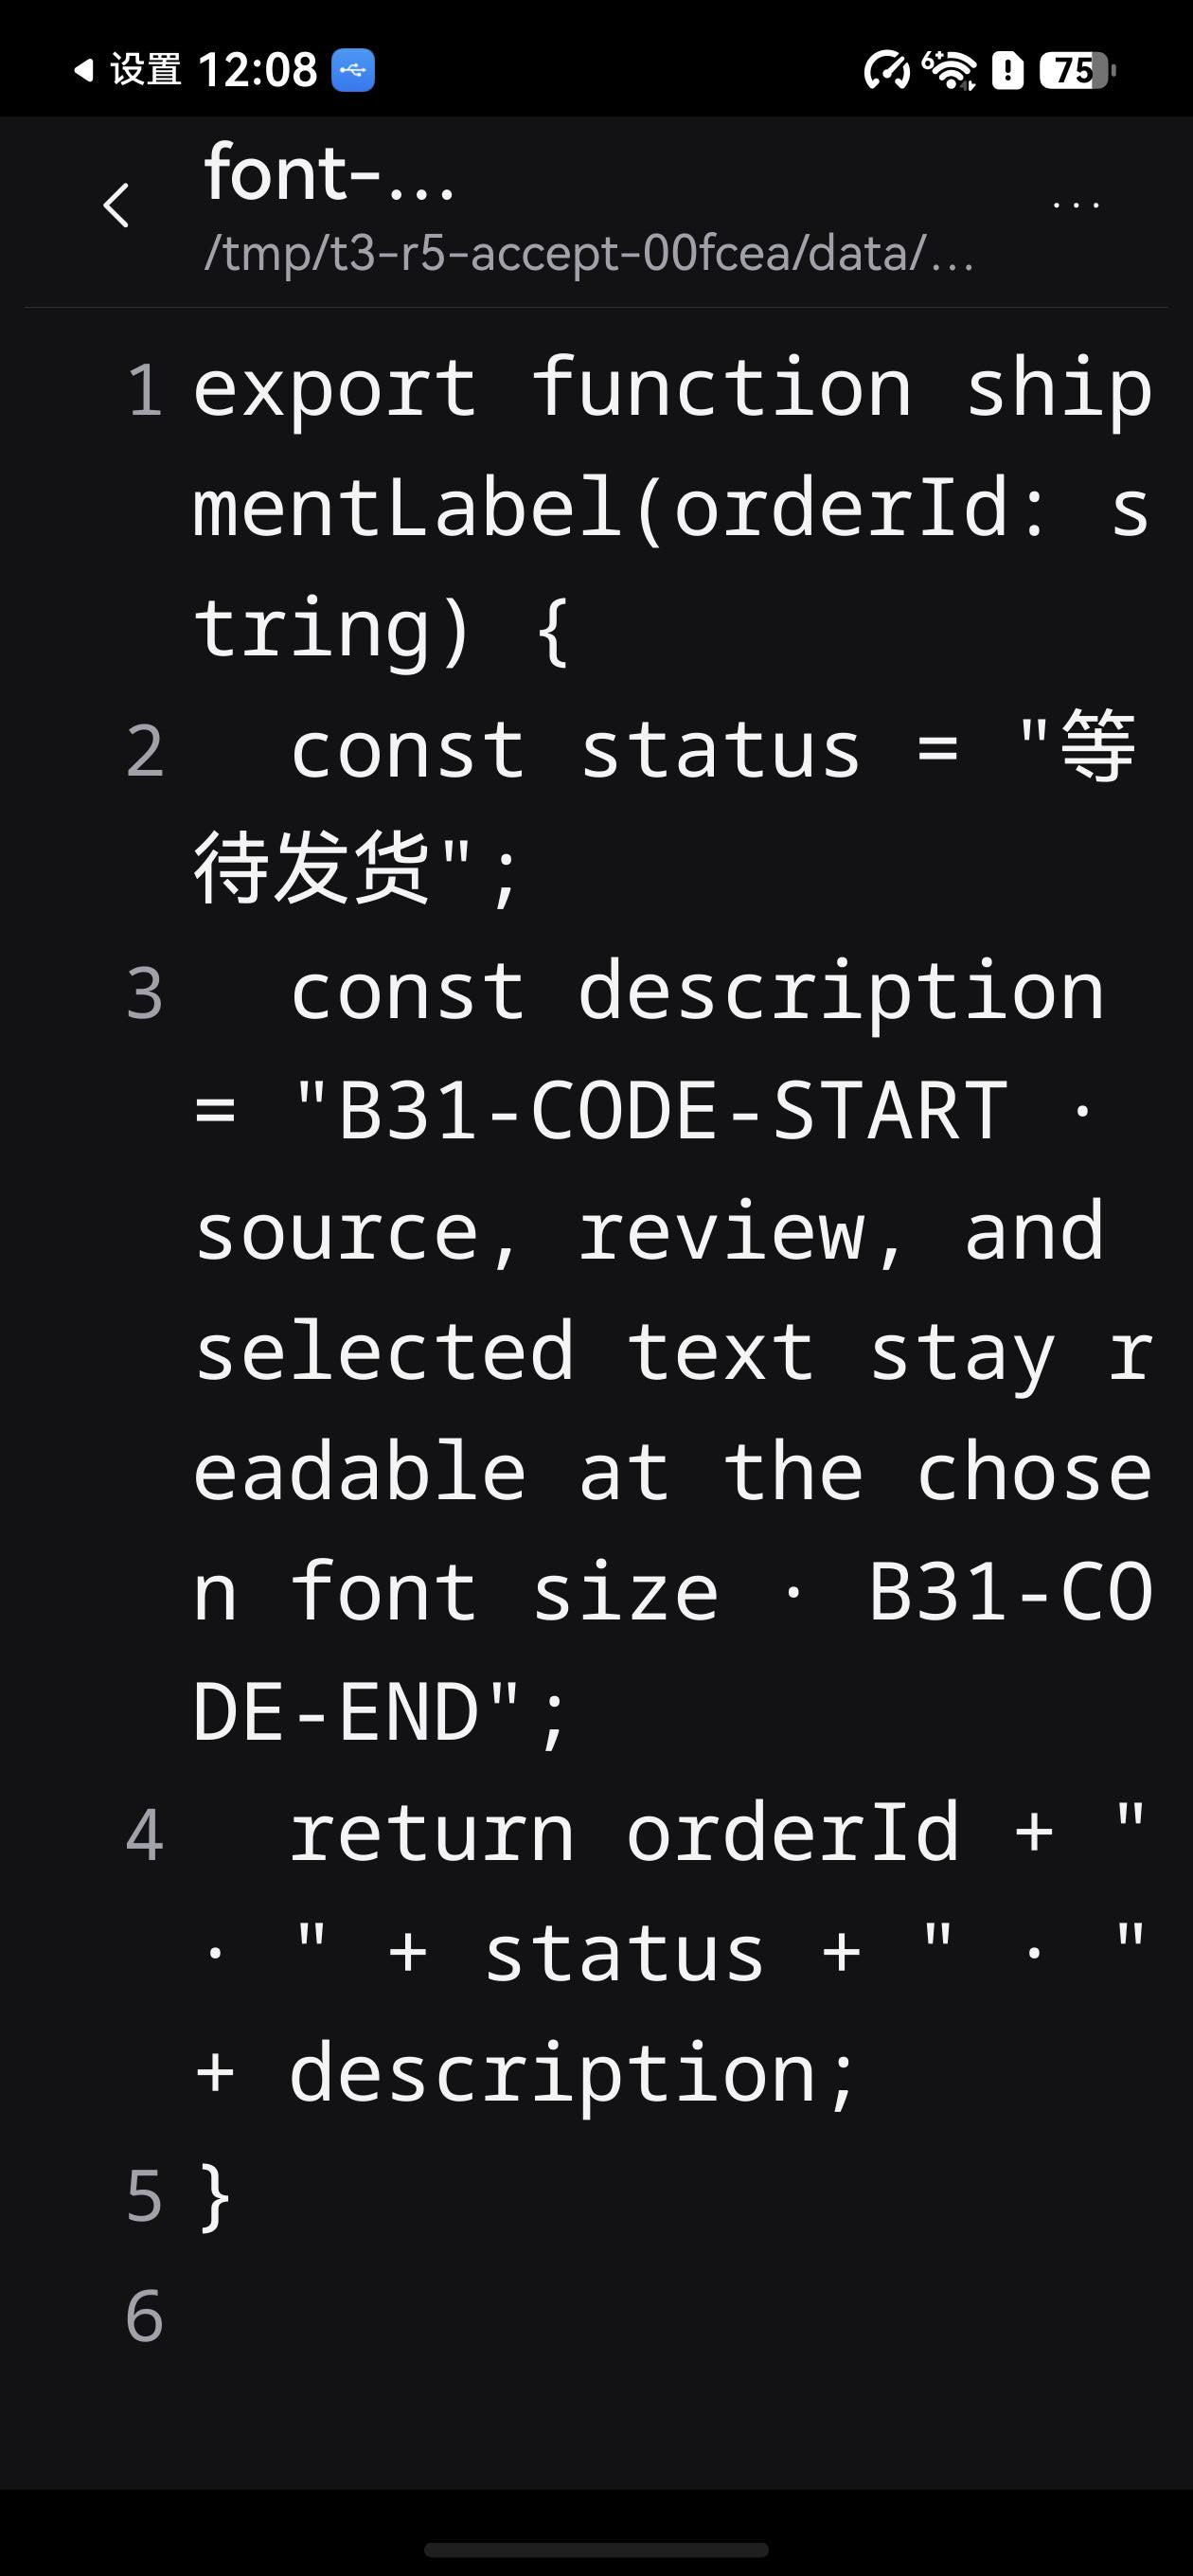 设置 12:08 6+ 75
font-...
/tmp/t3-r5-accept-00fcea/data/...
1 export function ship
mentLabel(orderId: s
tring) {
2   const status = "等
待发货";
3   const description
= "B31-CODE-START ·
source, review, and
selected text stay r
eadable at the chose
n font size · B31-CO
DE-END";
4   return orderId + "
· " + status + " · "
+ description;
5 }
6